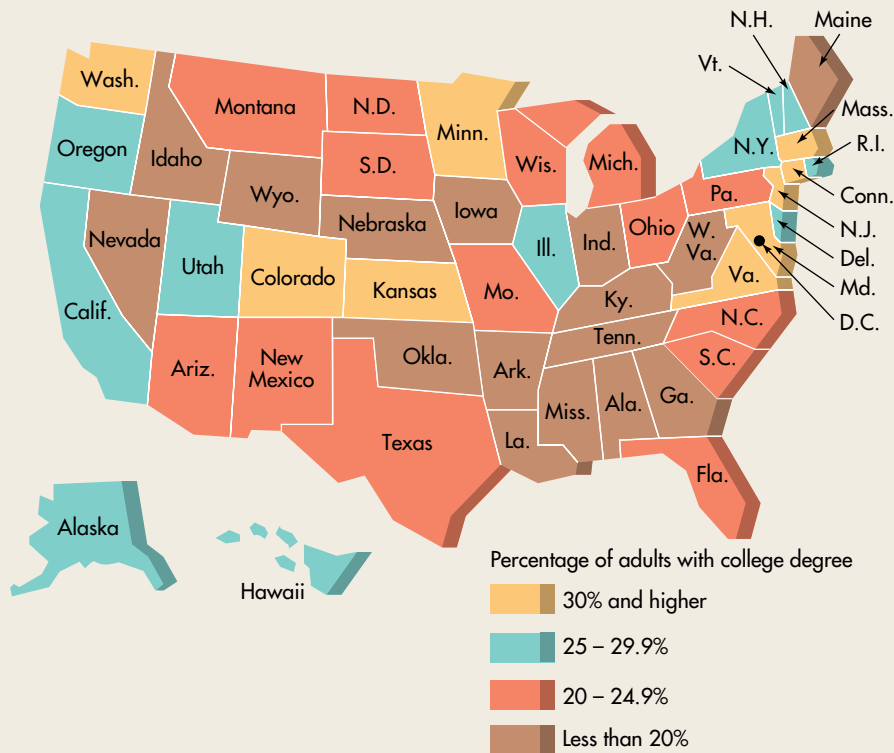 N.H.
Maine
Vt.
Wash.
Montana
N.D.
Minn.
Mass.
Oregon
Idaho
S.D.
Wis.
Mich.
N.Y.
R.I.
Wyo.
Iowa
Pa.
Conn.
Nevada
Nebraska
Ill.
Ind.
Ohio
W.
Va.
N.J.
Utah
Colorado
Kansas
Va.
Del.
Calif.
Mo.
Ky.
Md.
N.C.
D.C.
Ariz.
New
Mexico
Okla.
Ark.
Tenn.
S.C.
Texas
La.
Miss.
Ala.
Ga.
Fla.
Alaska
Hawaii
Percentage of adults with college degree
30% and higher
25 – 29.9%
20 – 24.9%
Less than 20%